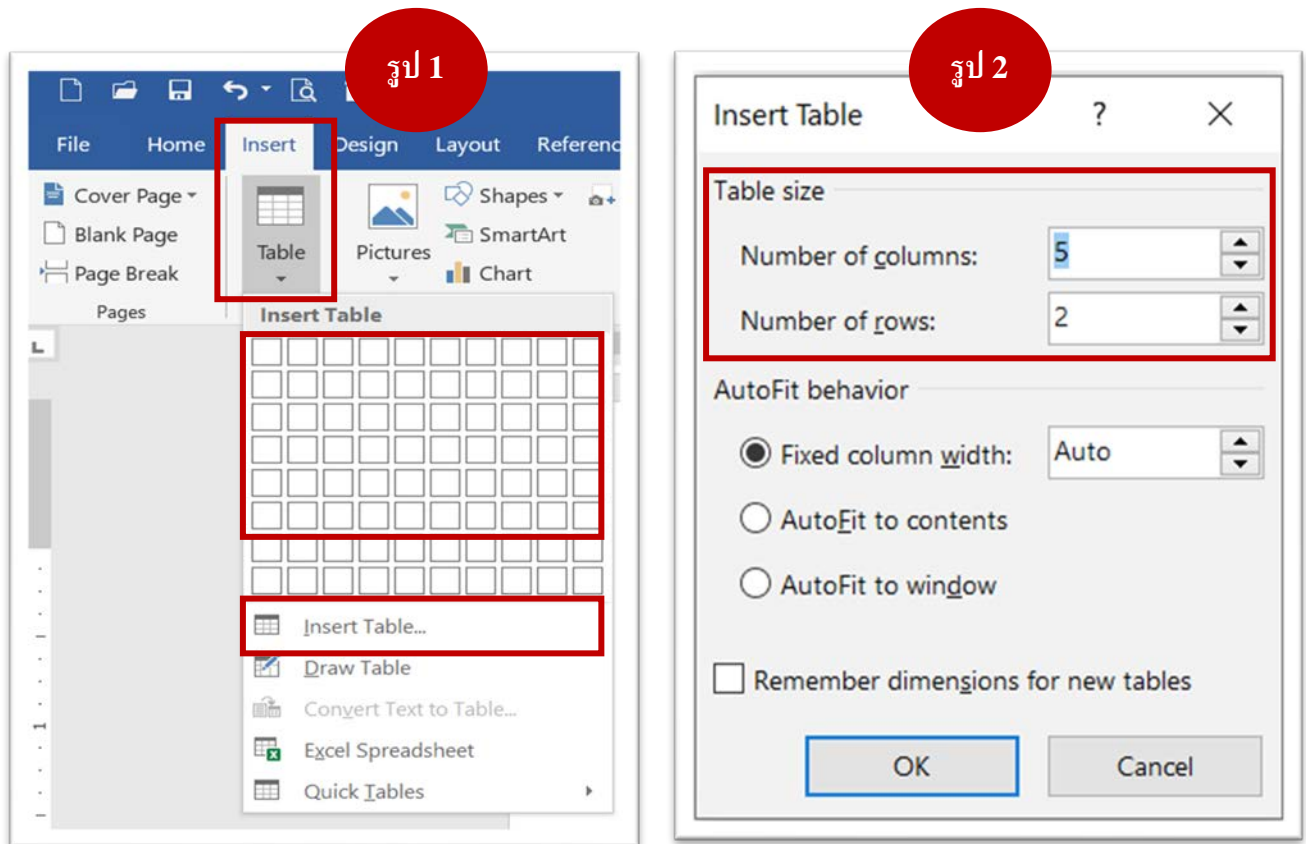 รูป 1
File Home Insert Design Layout Referenc
Cover Page
Blank Page
Page Break
Pages
Table
Pictures
Shapes
SmartArt
Chart
Insert Table
L
Insert Table...
Draw Table
Convert Text to Table...
Excel Spreadsheet
Quick Tables
1
รูป 2
Insert Table ?
Table size
Number of columns: 5
Number of rows: 2
AutoFit behavior
Fixed column width: Auto
AutoFit to contents
AutoFit to window
Remember dimensions for new tables
OK Cancel